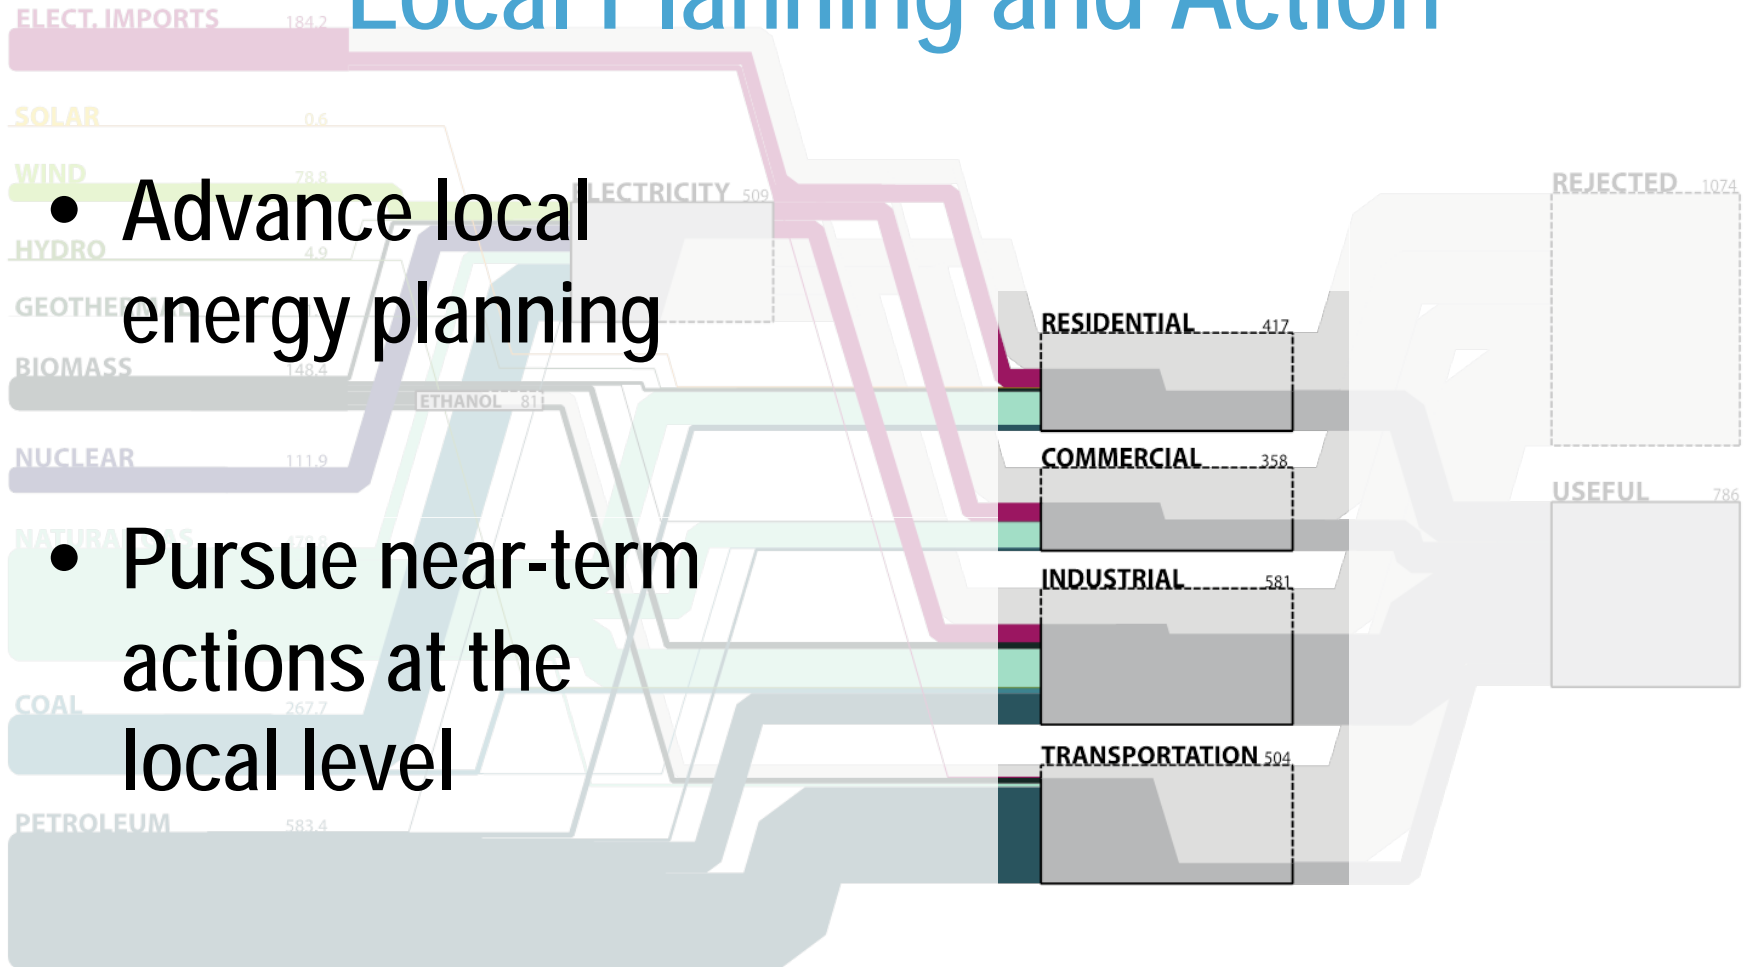 Local Planning and Action
ELECT. IMPORTS 184.2
SOLAR 0.6
WIND 78.8
ELECTRICITY 509
REJECTED 1074
• Advance local
energy planning
HYDRO 4.9
GEOTHERMAL
RESIDENTIAL 417
BIOMASS 148.4
ETHANOL 81
NUCLEAR 111.9
COMMERCIAL 358
USEFUL 786
NATURAL GAS
• Pursue near-term
actions at the
local level
INDUSTRIAL 581
COAL 267.7
TRANSPORTATION 504
PETROLEUM 583.4